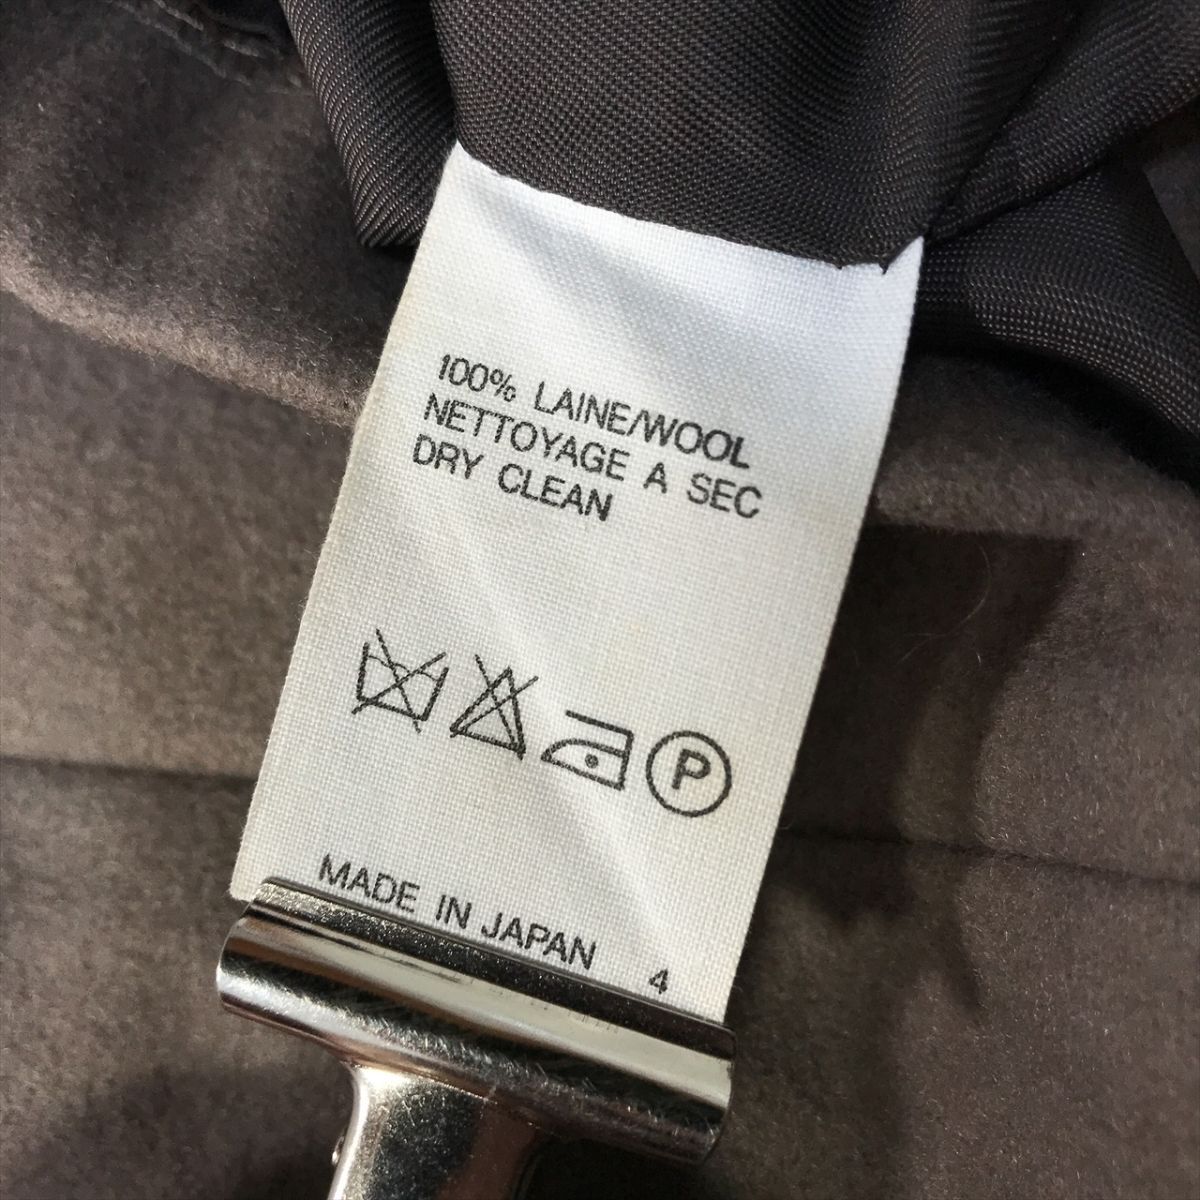 100% LAINE/WOOL
NETTOYAGE A SEC
DRY CLEAN
P
MADE IN JAPAN 4